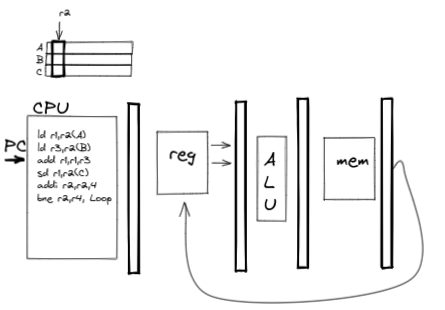 r2
A
B
C
CPU
PC
ld r1,r2(A)
ld r3,r2(B)
add r1,r1,r3
sd r1,r2(C)
addi r2,r2,4
bne r2,r4, Loop
reg
A
L
U
mem